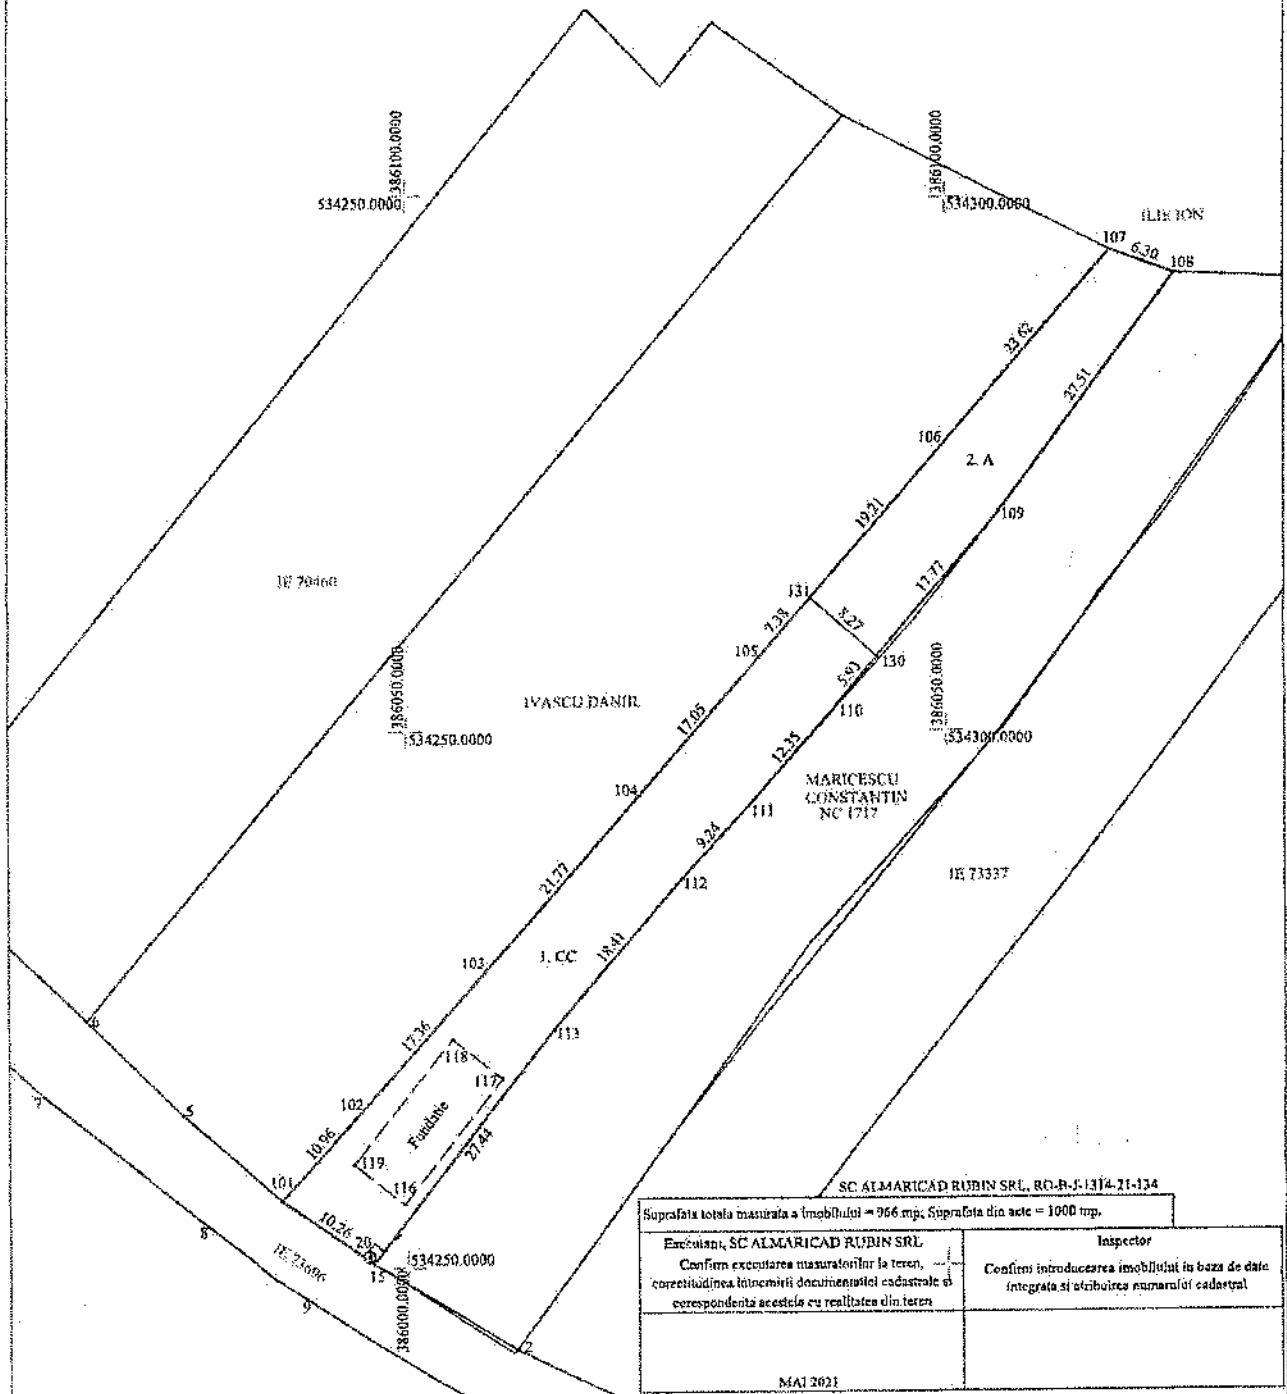 386100.0000
534250.0000
386100.0000
534300.0000
ILIE ION
107
6.30
108
23.62
27.51
106
2. A
19.21
109
IE 70460
131
17.77
7.38
8.27
105
130
386050.0000
534250.0000
IVASCU DANIIL
17.05
5.93
110
386050.0000
534300.0000
104
12.35
MARICESCU
CONSTANTIN
NC 1717
111
9.24
21.77
112
IE 73337
103
1. CC
18.41
6
17.36
113
118
117
102
Fundatie
7
5
10.96
27.44
119
116
101
SC ALMARICAD RUBIN SRL, RO-B-J-1314-21-134
10.26
8
20
IE 73696
15
534250.0000
386000.0000
9
2
Suprafata totala masurata a imobilului = 966 mp; Suprafata din acte = 1000 mp.
Executant, SC ALMARICAD RUBIN SRL
Confirm executarea masuratorilor la teren,
corectitudinea intocmirii documentatiei cadastrale si
corespondenta acesteia cu realitatea din teren
MAI 2021
Inspector
Confirm introducerea imobilului in baza de date
integrata si atribuirea numarului cadastral